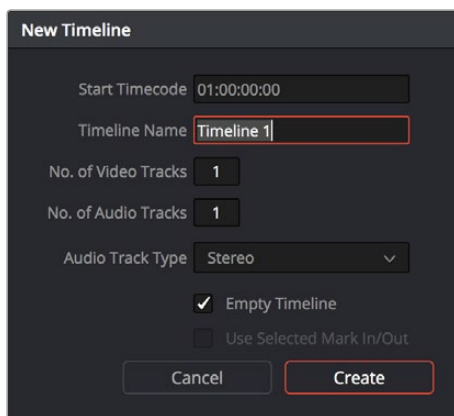 New Timeline
Start Timecode 01:00:00:00
Timeline Name Timeline 1
No. of Video Tracks 1
No. of Audio Tracks 1
Audio Track Type Stereo
Empty Timeline
Use Selected Mark In/Out
Cancel Create